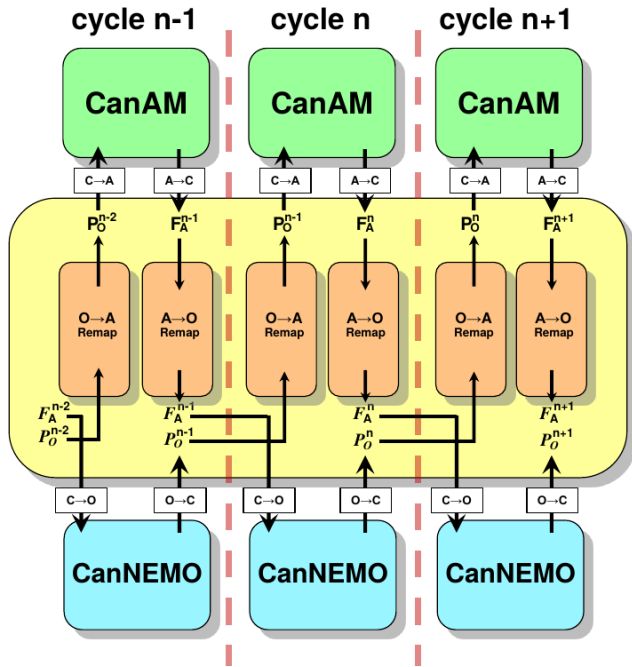 cycle n-1 cycle n cycle n+1
CanAM CanAM CanAM
C→A A→C C→A A→C C→A A→C
P_O^{n-2} F_A^{n-1} P_O^{n-1} F_A^{n} P_O^{n} F_A^{n+1}
O→A A→O O→A A→O O→A A→O
Remap Remap Remap Remap Remap Remap
F_A^{n-2} F_A^{n-1} F_A^{n} F_A^{n+1}
P_O^{n-2} P_O^{n-1} P_O^{n} P_O^{n+1}
C→O O→C C→O O→C C→O O→C
CanNEMO CanNEMO CanNEMO